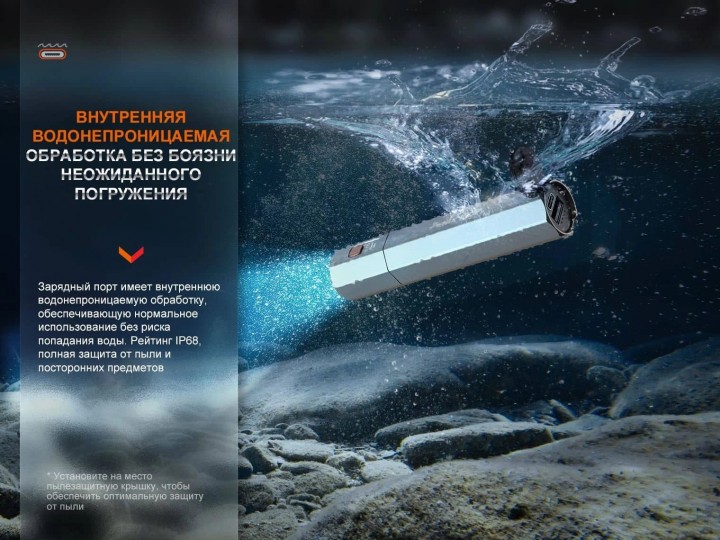 ВНУТРЕННЯЯ
ВОДОНЕПРОНИЦАЕМАЯ
ОБРАБОТКА БЕЗ БОЯЗНИ
НЕОЖИДАННОГО
ПОГРУЖЕНИЯ
Зарядный порт имеет внутреннюю
водонепроницаемую обработку,
обеспечивающую нормальное
использование без риска
попадания воды. Рейтинг IP68,
полная защита от пыли и
посторонних предметов
* Установите на место
пылезащитную крышку, чтобы
обеспечить оптимальную защиту
от пыли